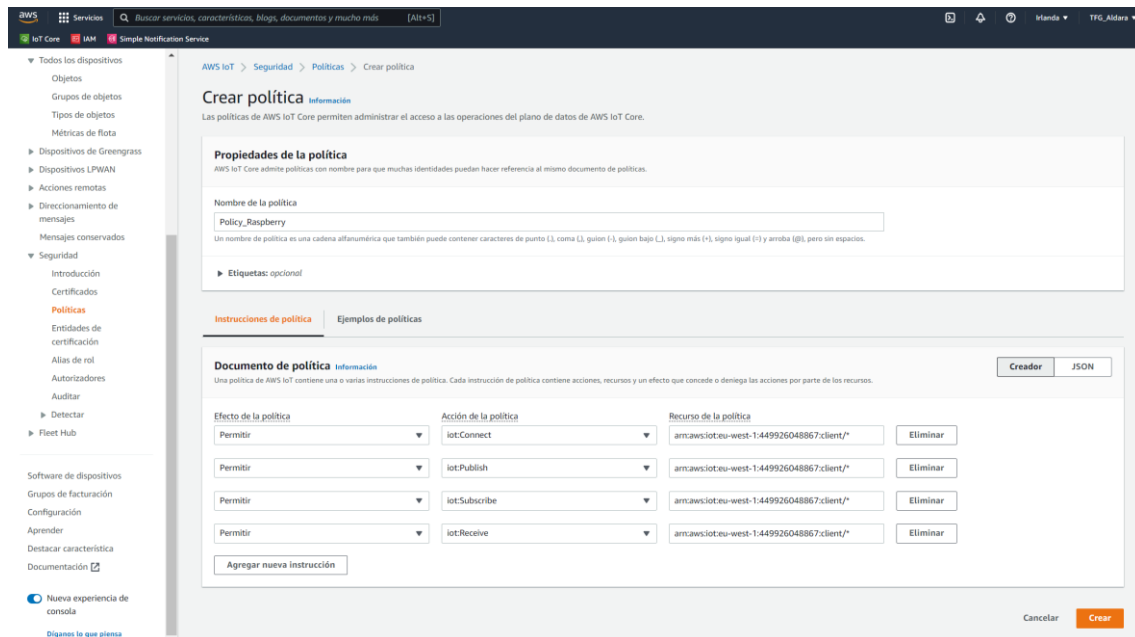 aws Servicios Buscar servicios, características, blogs, documentos y mucho más [Alt+S] Irlanda ▼ TFG_Aldara ▼
IoT Core IAM Simple Notification Service
Todos los dispositivos
Objetos
Grupos de objetos
Tipos de objetos
Métricas de flota
Dispositivos de Greengrass
Dispositivos LPWAN
Acciones remotas
Direccionamiento de
mensajes
Mensajes conservados
Seguridad
Introducción
Certificados
Políticas
Entidades de
certificación
Alias de rol
Autorizadores
Auditar
Detectar
Fleet Hub
Software de dispositivos
Grupos de facturación
Configuración
Aprender
Destacar característica
Documentación
Nueva experiencia de
consola
Díganos lo que piensa
AWS IoT > Seguridad > Políticas > Crear política
Crear política Información
Las políticas de AWS IoT Core permiten administrar el acceso a las operaciones del plano de datos de AWS IoT Core.
Propiedades de la política
AWS IoT Core admite políticas con nombre para que muchas identidades puedan hacer referencia al mismo documento de políticas.
Nombre de la política
Policy_Raspberry
Un nombre de política es una cadena alfanumérica que también puede contener caracteres de punto (.), coma (,), guion (-), guion bajo (_), signo más (+), signo igual (=) y arroba (@), pero sin espacios.
Etiquetas: opcional
Instrucciones de política Ejemplos de políticas
Documento de política Información Creador JSON
Una política de AWS IoT contiene una o varias instrucciones de política. Cada instrucción de política contiene acciones, recursos y un efecto que concede o deniega las acciones por parte de los recursos.
Efecto de la política Acción de la política Recurso de la política
Permitir iot:Connect arn:aws:iot:eu-west-1:449926048867:client/* Eliminar
Permitir iot:Publish arn:aws:iot:eu-west-1:449926048867:client/* Eliminar
Permitir iot:Subscribe arn:aws:iot:eu-west-1:449926048867:client/* Eliminar
Permitir iot:Receive arn:aws:iot:eu-west-1:449926048867:client/* Eliminar
Agregar nueva instrucción
Cancelar Crear